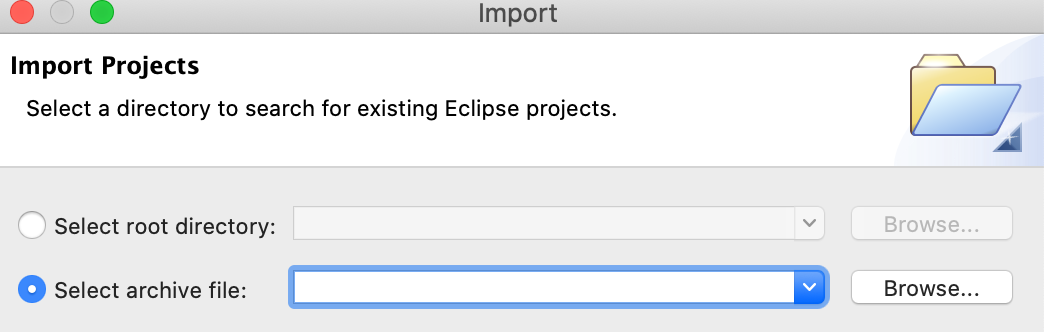 Import
Import Projects
Select a directory to search for existing Eclipse projects.
Select root directory: Browse...
Select archive file: Browse...